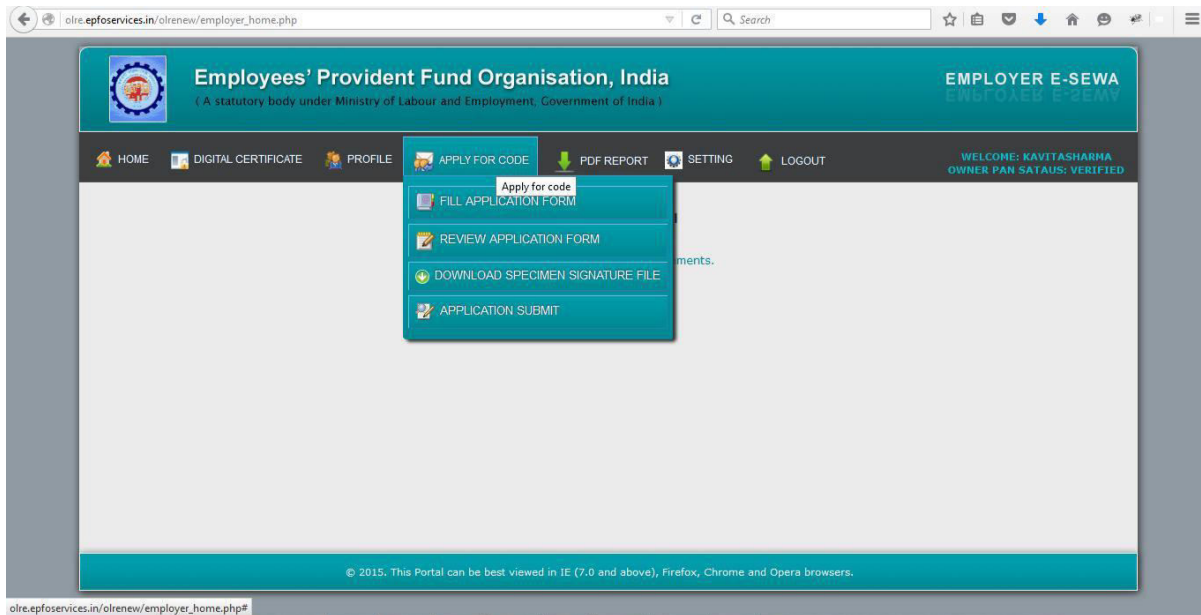 olre.epfoservices.in/olrenew/employer_home.php
Search
Employees' Provident Fund Organisation, India
( A statutory body under Ministry of Labour and Employment, Government of India )
EMPLOYER E-SEWA
HOME
DIGITAL CERTIFICATE
PROFILE
APPLY FOR CODE
PDF REPORT
SETTING
LOGOUT
WELCOME: KAVITASHARMA
OWNER PAN SATAUS: VERIFIED
Apply for code
FILL APPLICATION FORM
REVIEW APPLICATION FORM
ments.
DOWNLOAD SPECIMEN SIGNATURE FILE
APPLICATION SUBMIT
© 2015. This Portal can be best viewed in IE (7.0 and above), Firefox, Chrome and Opera browsers.
olre.epfoservices.in/olrenew/employer_home.php#